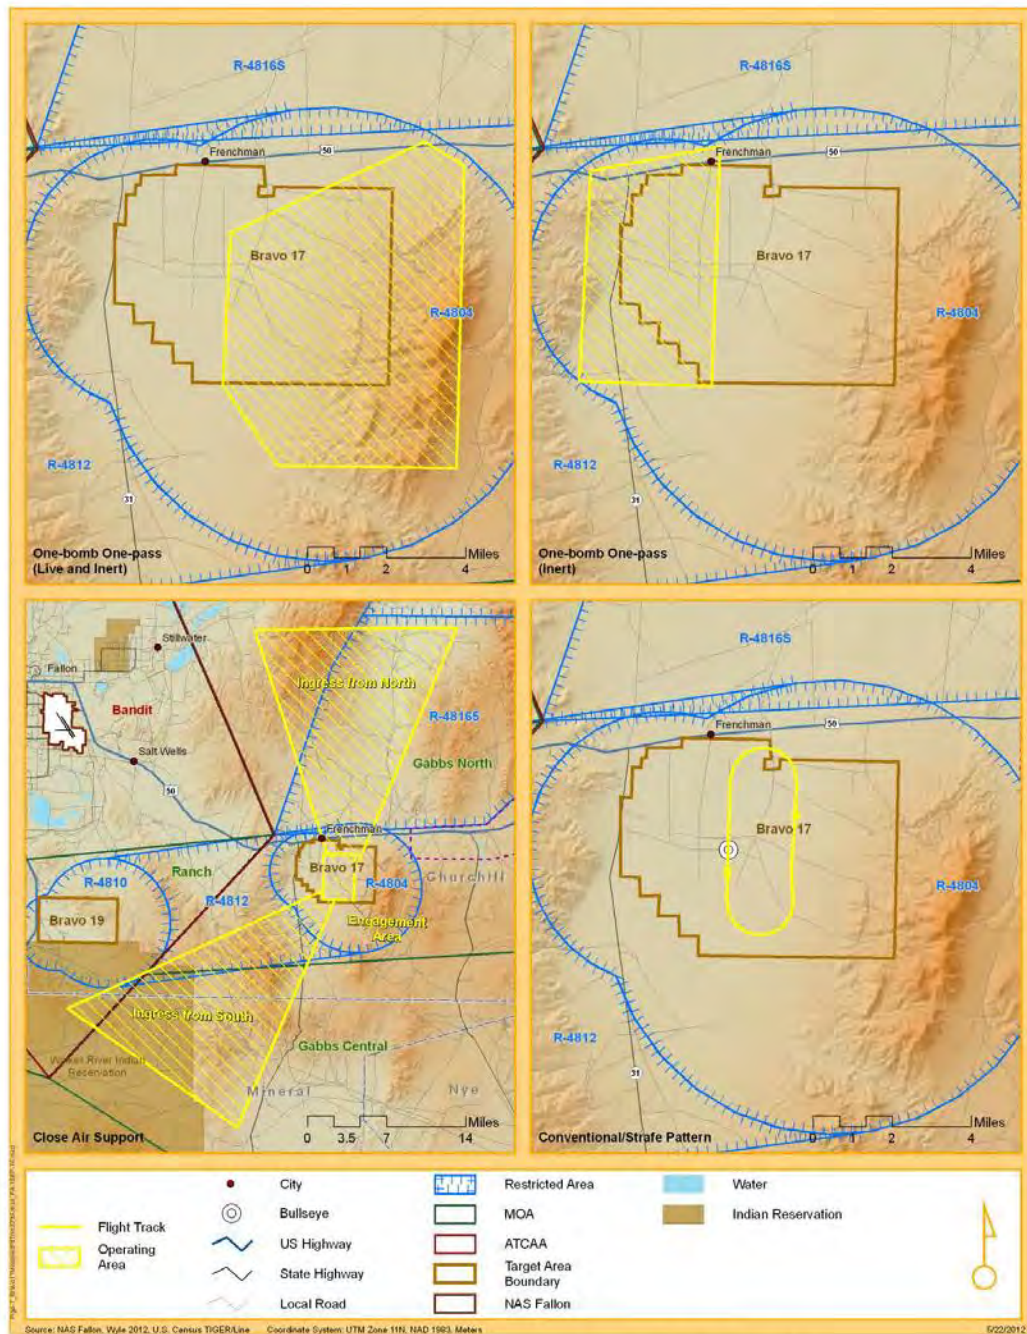 R-4816S
Frenchman
50
Bravo 17
R-4804
R-4812
31
One-bomb One-pass
(Live and Inert)
Miles
0 1 2 4
R-4816S
Frenchman
50
Bravo 17
R-4804
R-4812
31
One-bomb One-pass
(Inert)
Miles
0 1 2 4
Stillwater
Fallon
Ingress from North
Bandit
R-4816S
Salt Wells
Gabbs North
50
Frenchman
Ranch
Bravo 17
R-4810
R-4804
Churchill
R-4812
Bravo 19
Engagement
Area
Ingress from South
Gabbs Central
Walker River Indian
Reservation
Mineral
Nye
Close Air Support
Miles
0 3.5 7 14
R-4816S
Frenchman
50
Bravo 17
R-4804
R-4812
31
Conventional/Strafe Pattern
Miles
0 1 2 4
Flight Track
Operating
Area
City
Bullseye
US Highway
State Highway
Local Road
Restricted Area
MOA
ATCAA
Target Area
Boundary
NAS Fallon
Water
Indian Reservation
Source: NAS Fallon, Wyle 2012, U.S. Census TIGER/Line Coordinate System: UTM Zone 11N, NAD 1983, Meters
5/22/2012